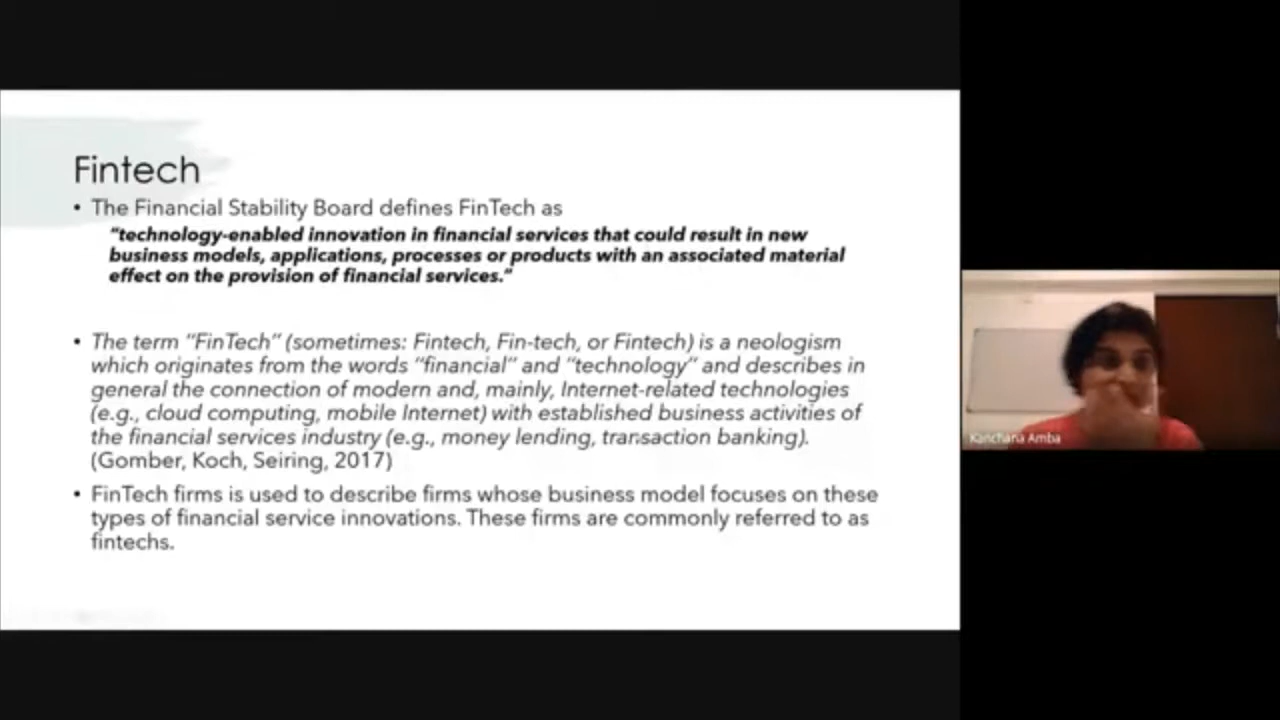 Fintech
• The Financial Stability Board defines FinTech as
“technology-enabled innovation in financial services that could result in new
business models, applications, processes or products with an associated material
effect on the provision of financial services.”
• The term “FinTech” (sometimes: Fintech, Fin-tech, or Fintech) is a neologism
which originates from the words “financial” and “technology” and describes in
general the connection of modern and, mainly, Internet-related technologies
(e.g., cloud computing, mobile Internet) with established business activities of
the financial services industry (e.g., money lending, transaction banking).
(Gomber, Koch, Seiring, 2017)
• FinTech firms is used to describe firms whose business model focuses on these
types of financial service innovations. These firms are commonly referred to as
fintechs.
Kanchana Amba